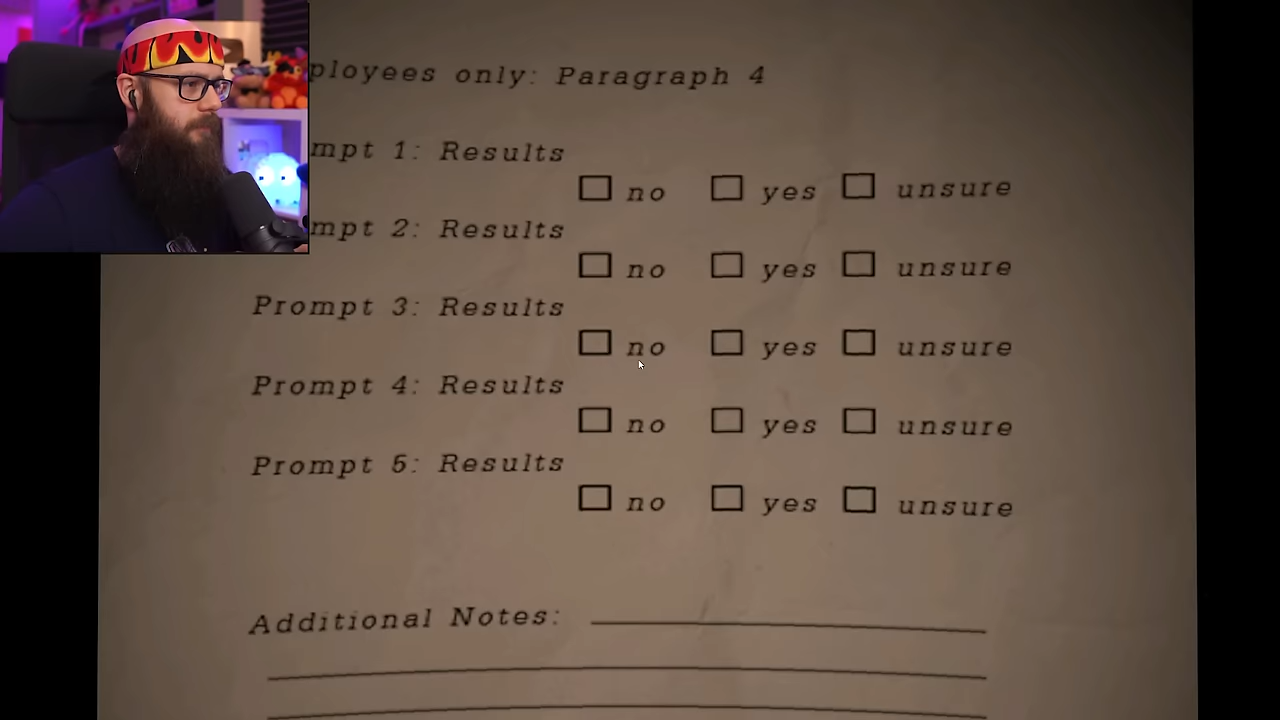 ployees only: Paragraph 4
mpt 1: Results
no yes unsure
mpt 2: Results
no yes unsure
Prompt 3: Results
no yes unsure
Prompt 4: Results
no yes unsure
Prompt 5: Results
no yes unsure
Additional Notes: